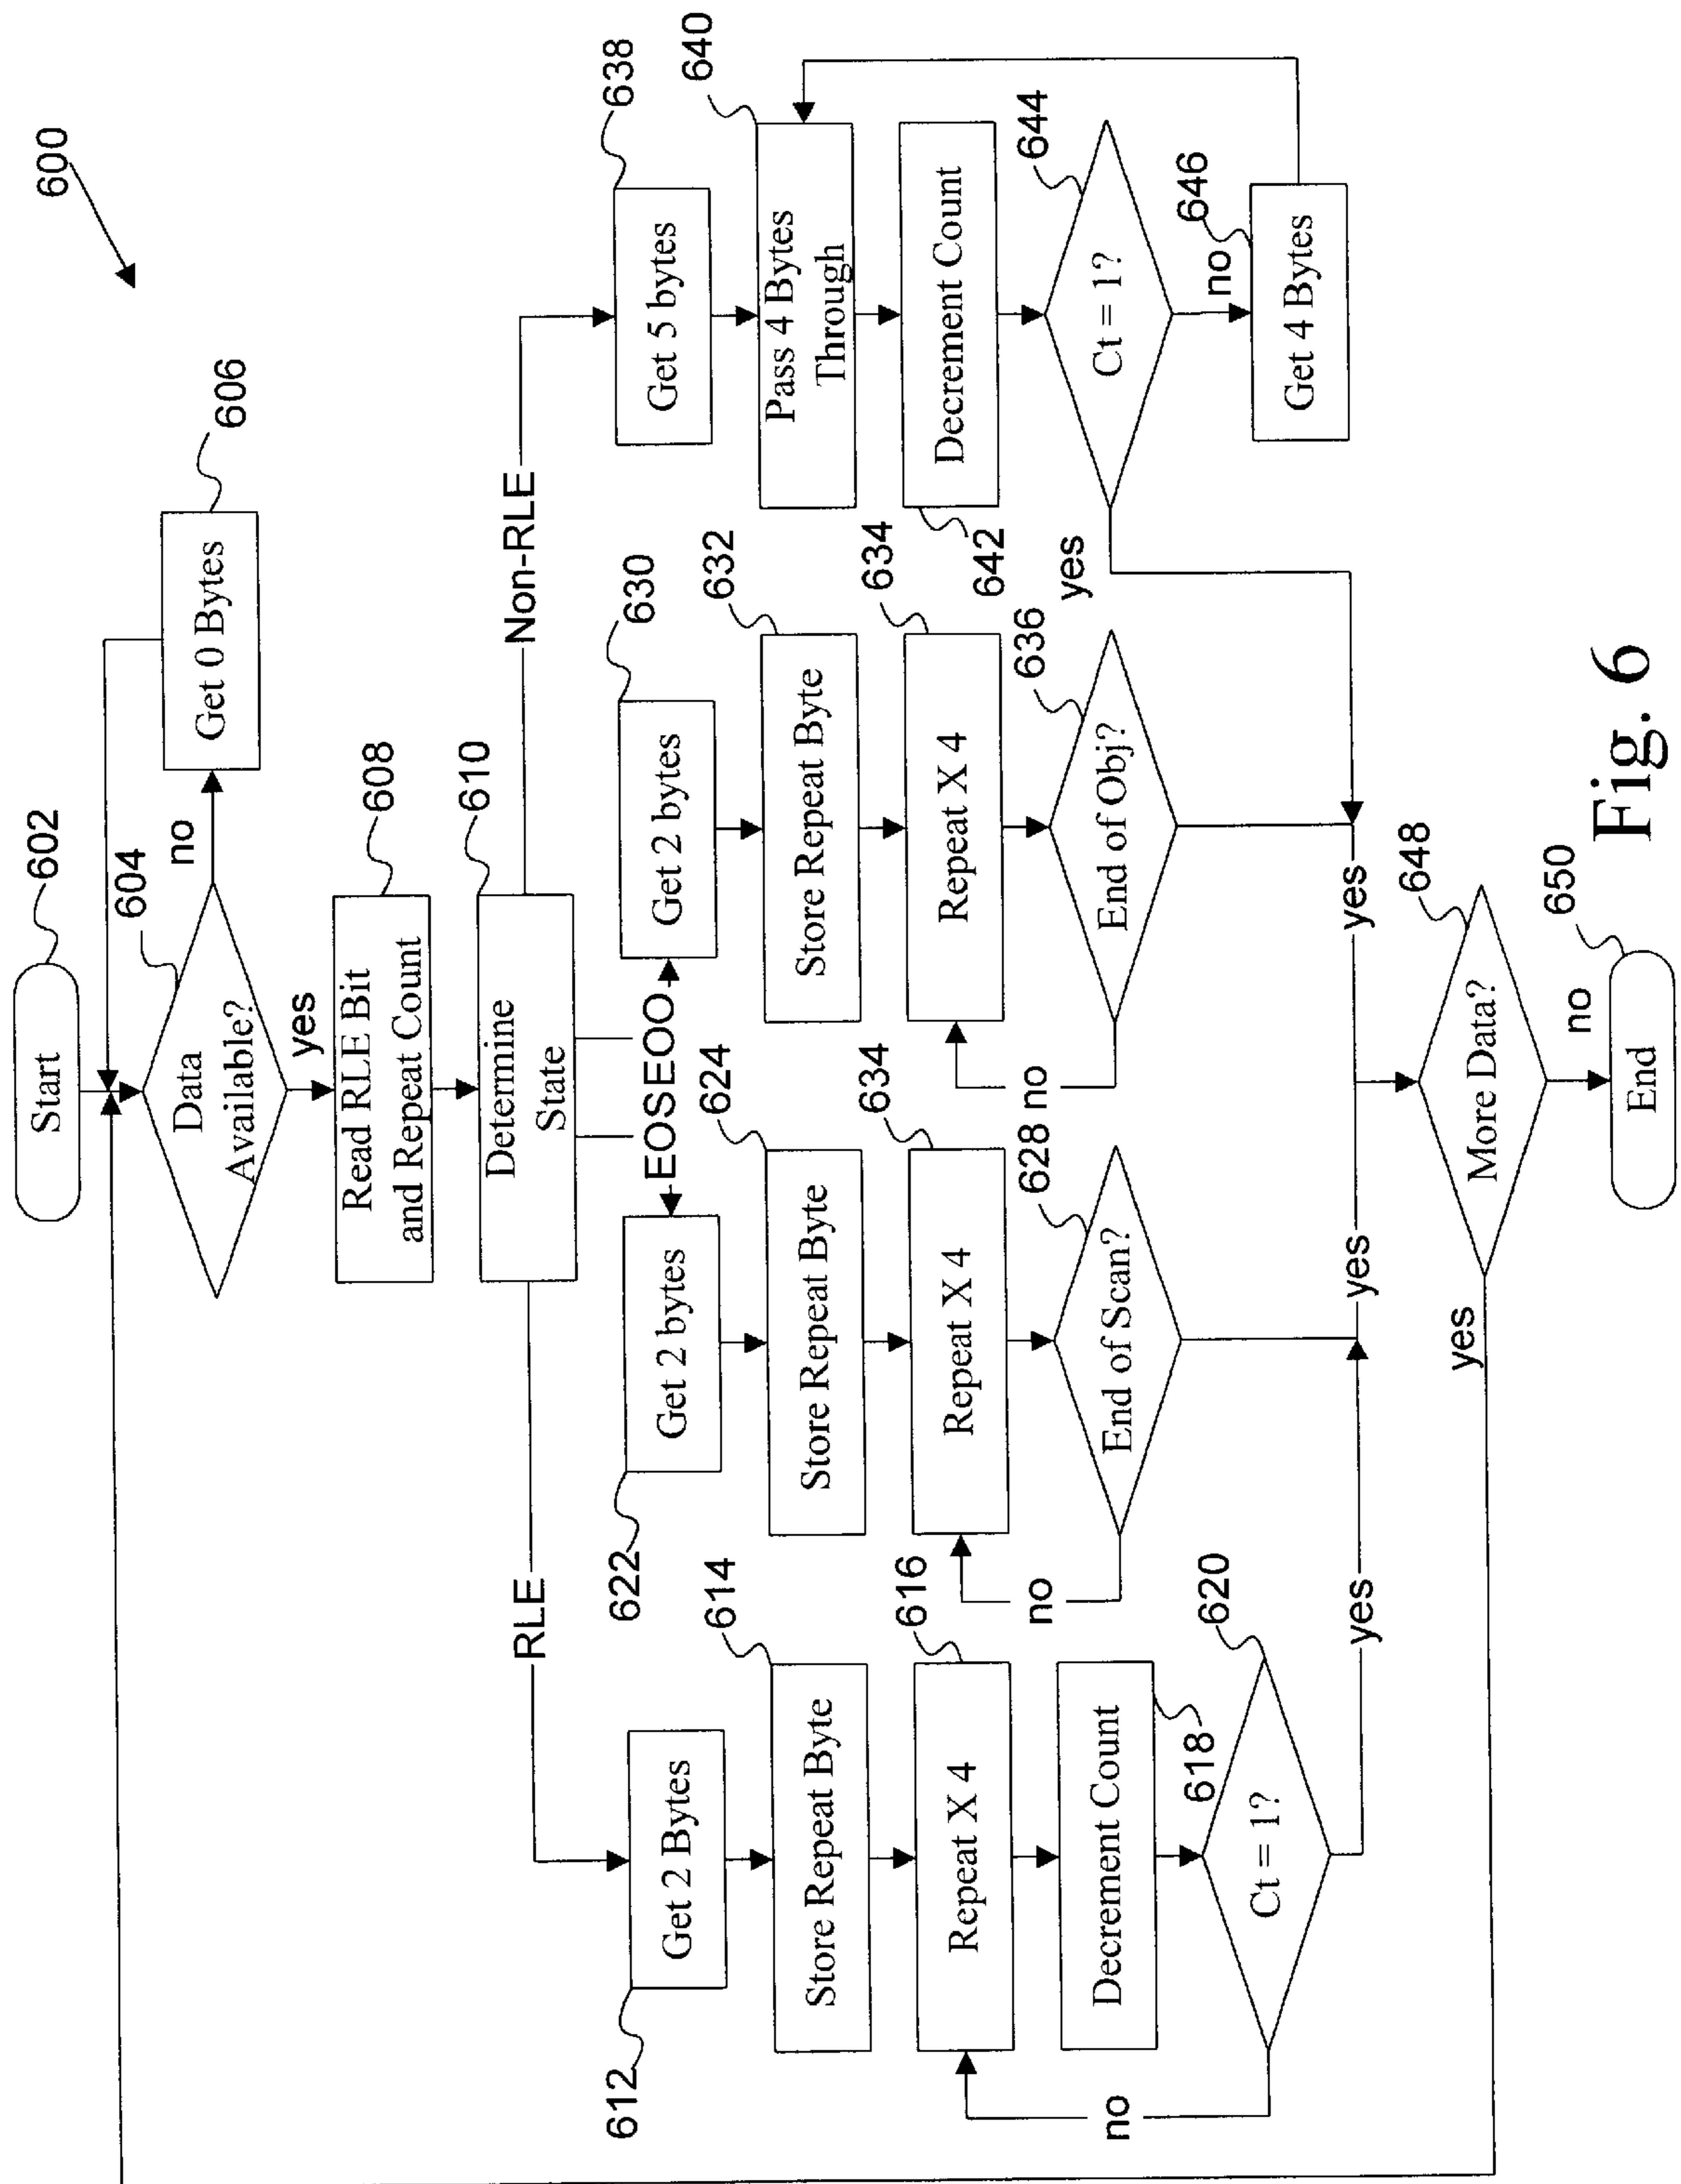 600
Start
602
604
Data
Available?
no
Get 0 Bytes
606
yes
Read RLE Bit
and Repeat Count
608
Determine
State
610
RLE
EOS
EOO
Non-RLE
612
Get 2 Bytes
Store Repeat Byte
614
Repeat X 4
616
Decrement Count
618
Ct = 1?
620
no
yes
622
Get 2 bytes
Store Repeat Byte
624
Repeat X 4
634
End of Scan?
628
no
yes
Get 2 bytes
630
Store Repeat Byte
632
Repeat X 4
634
End of Obj?
636
no
yes
Get 5 bytes
638
Pass 4 Bytes
Through
640
Decrement Count
642
Ct = 1?
644
yes
no
646
Get 4 Bytes
More Data?
648
yes
no
End
650
Fig. 6